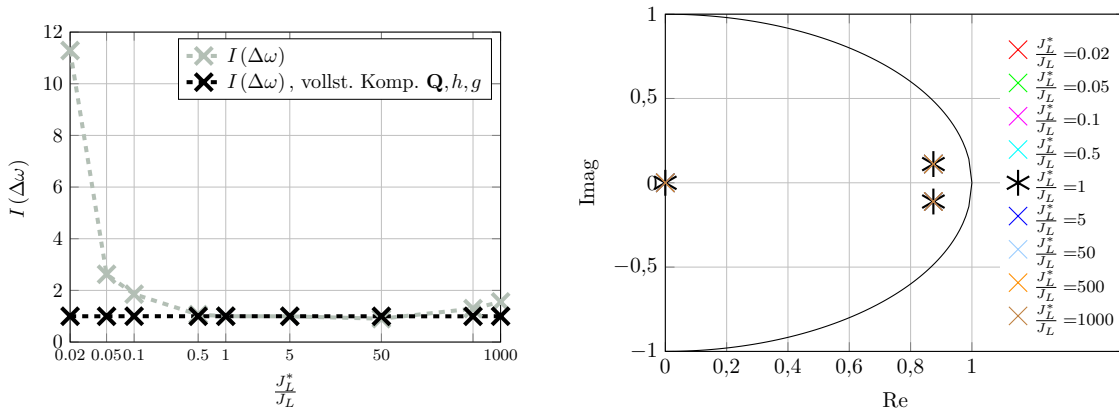 12
10
8
6
4
2
0
I(Δω)
0.02
0.05
0.1
0.5
1
5
50
1000
J*_L / J_L
I(Δω)
I(Δω), vollst. Komp. Q, h, g
1
0,5
0
−0,5
−1
Imag
0
0,2
0,4
0,6
0,8
1
Re
J*_L / J_L =0.02
J*_L / J_L =0.05
J*_L / J_L =0.1
J*_L / J_L =0.5
J*_L / J_L =1
J*_L / J_L =5
J*_L / J_L =50
J*_L / J_L =500
J*_L / J_L =1000